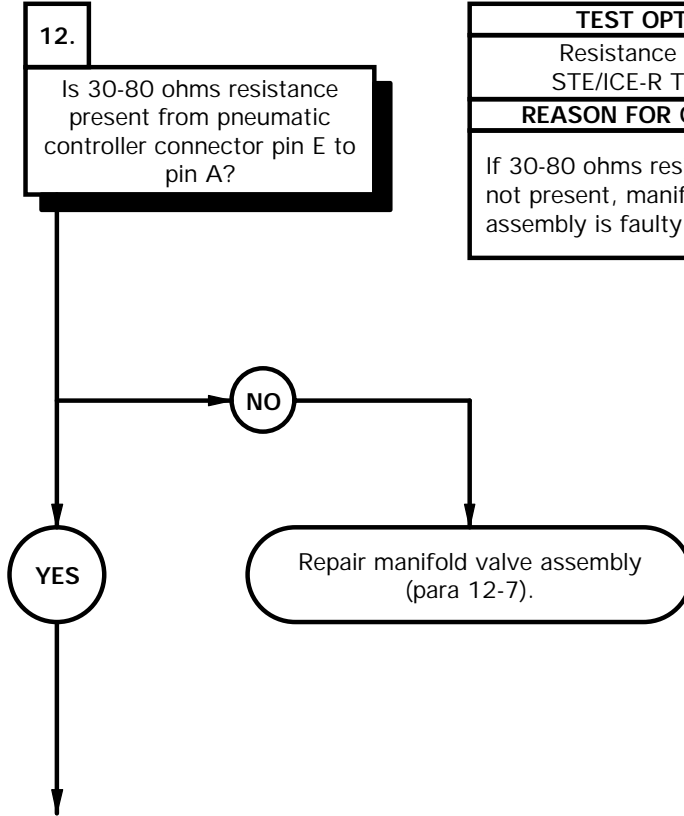 12.
Is 30-80 ohms resistance
present from pneumatic
controller connector pin E to
pin A?
TEST OPT
Resistance
STE/ICE-R T
REASON FOR
If 30-80 ohms res
not present, manif
assembly is faulty
NO
YES
Repair manifold valve assembly
(para 12-7).